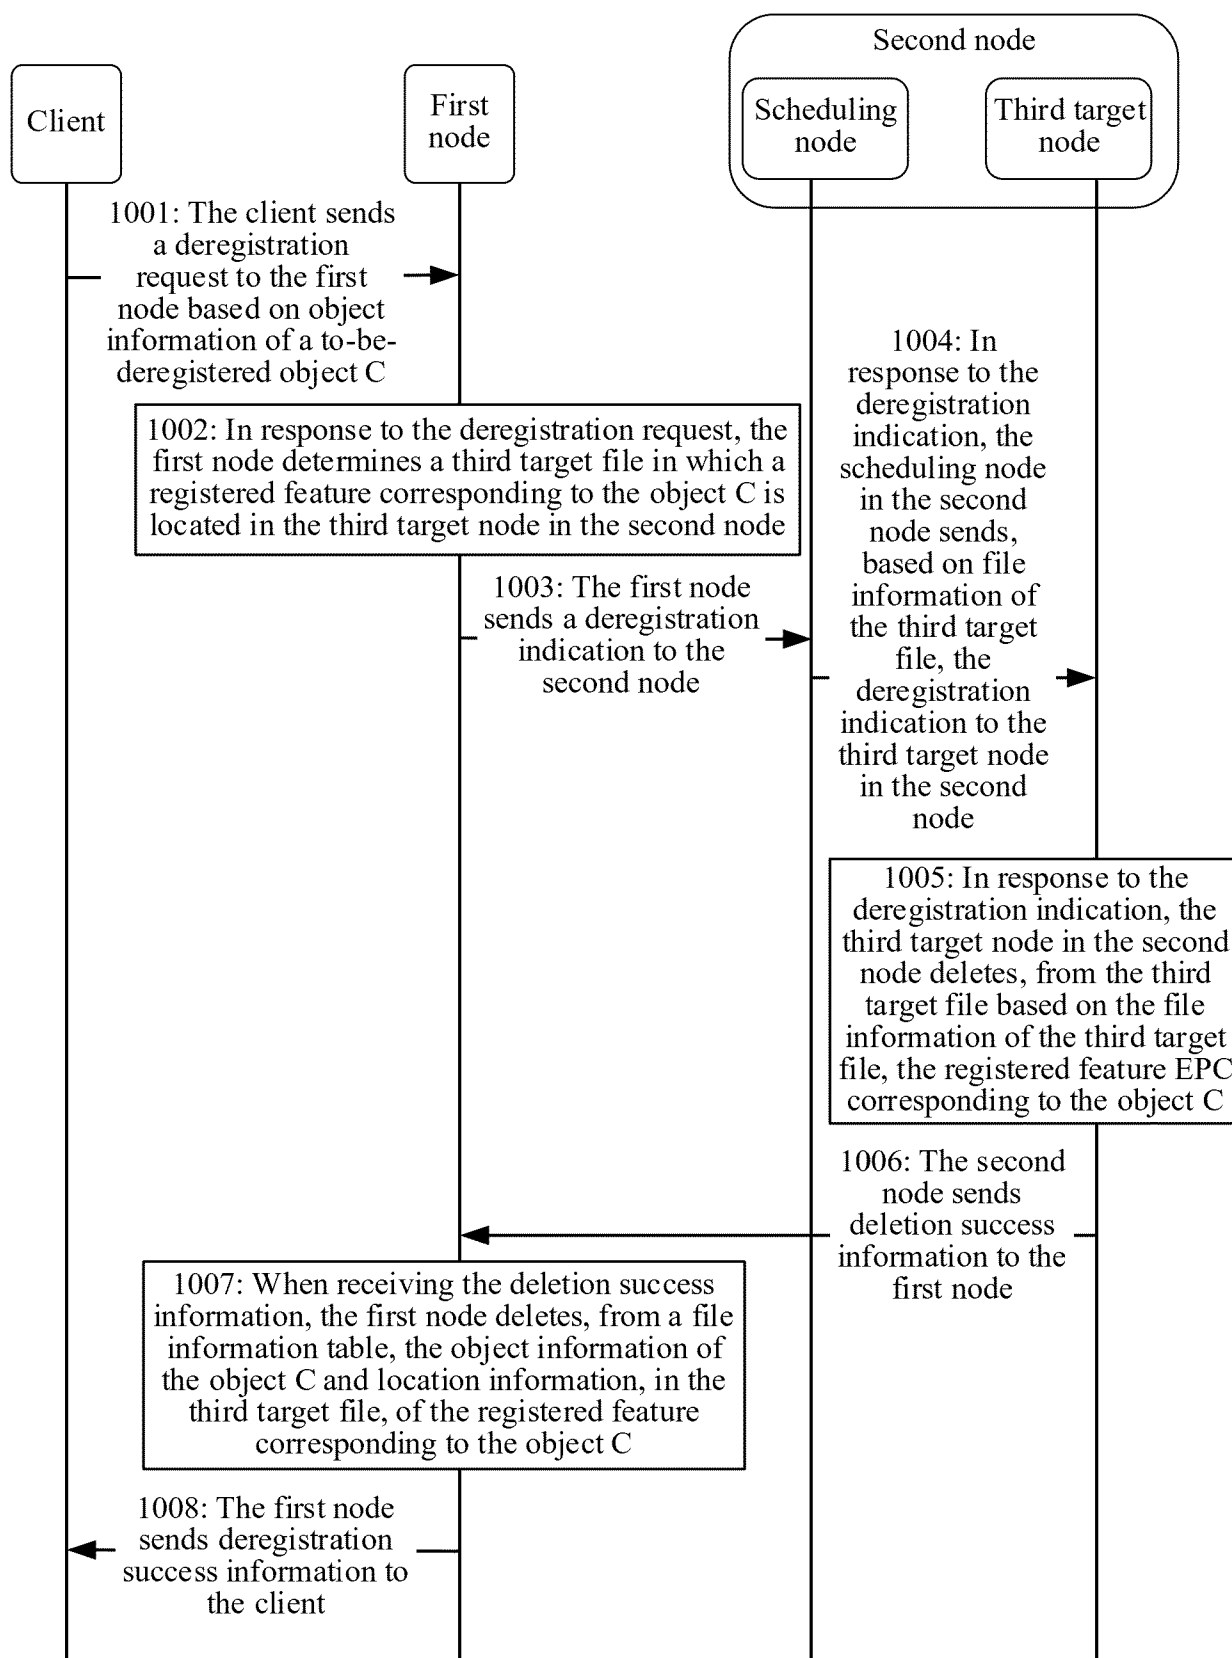 Second node
Client
First
node
Scheduling
node
Third target
node
1001: The client sends
a deregistration
request to the first
node based on object
information of a to-be-
deregistered object C
1002: In response to the deregistration request, the
first node determines a third target file in which a
registered feature corresponding to the object C is
located in the third target node in the second node
1003: The first node
sends a deregistration
indication to the
second node
1004: In
response to the
deregistration
indication, the
scheduling node
in the second
node sends,
based on file
information of
the third target
file, the
deregistration
indication to the
third target node
in the second
node
1005: In response to the
deregistration indication, the
third target node in the second
node deletes, from the third
target file based on the file
information of the third target
file, the registered feature EPC
corresponding to the object C
1006: The second
node sends
deletion success
information to the
first node
1007: When receiving the deletion success
information, the first node deletes, from a file
information table, the object information of
the object C and location information, in the
third target file, of the registered feature
corresponding to the object C
1008: The first node
sends deregistration
success information to
the client